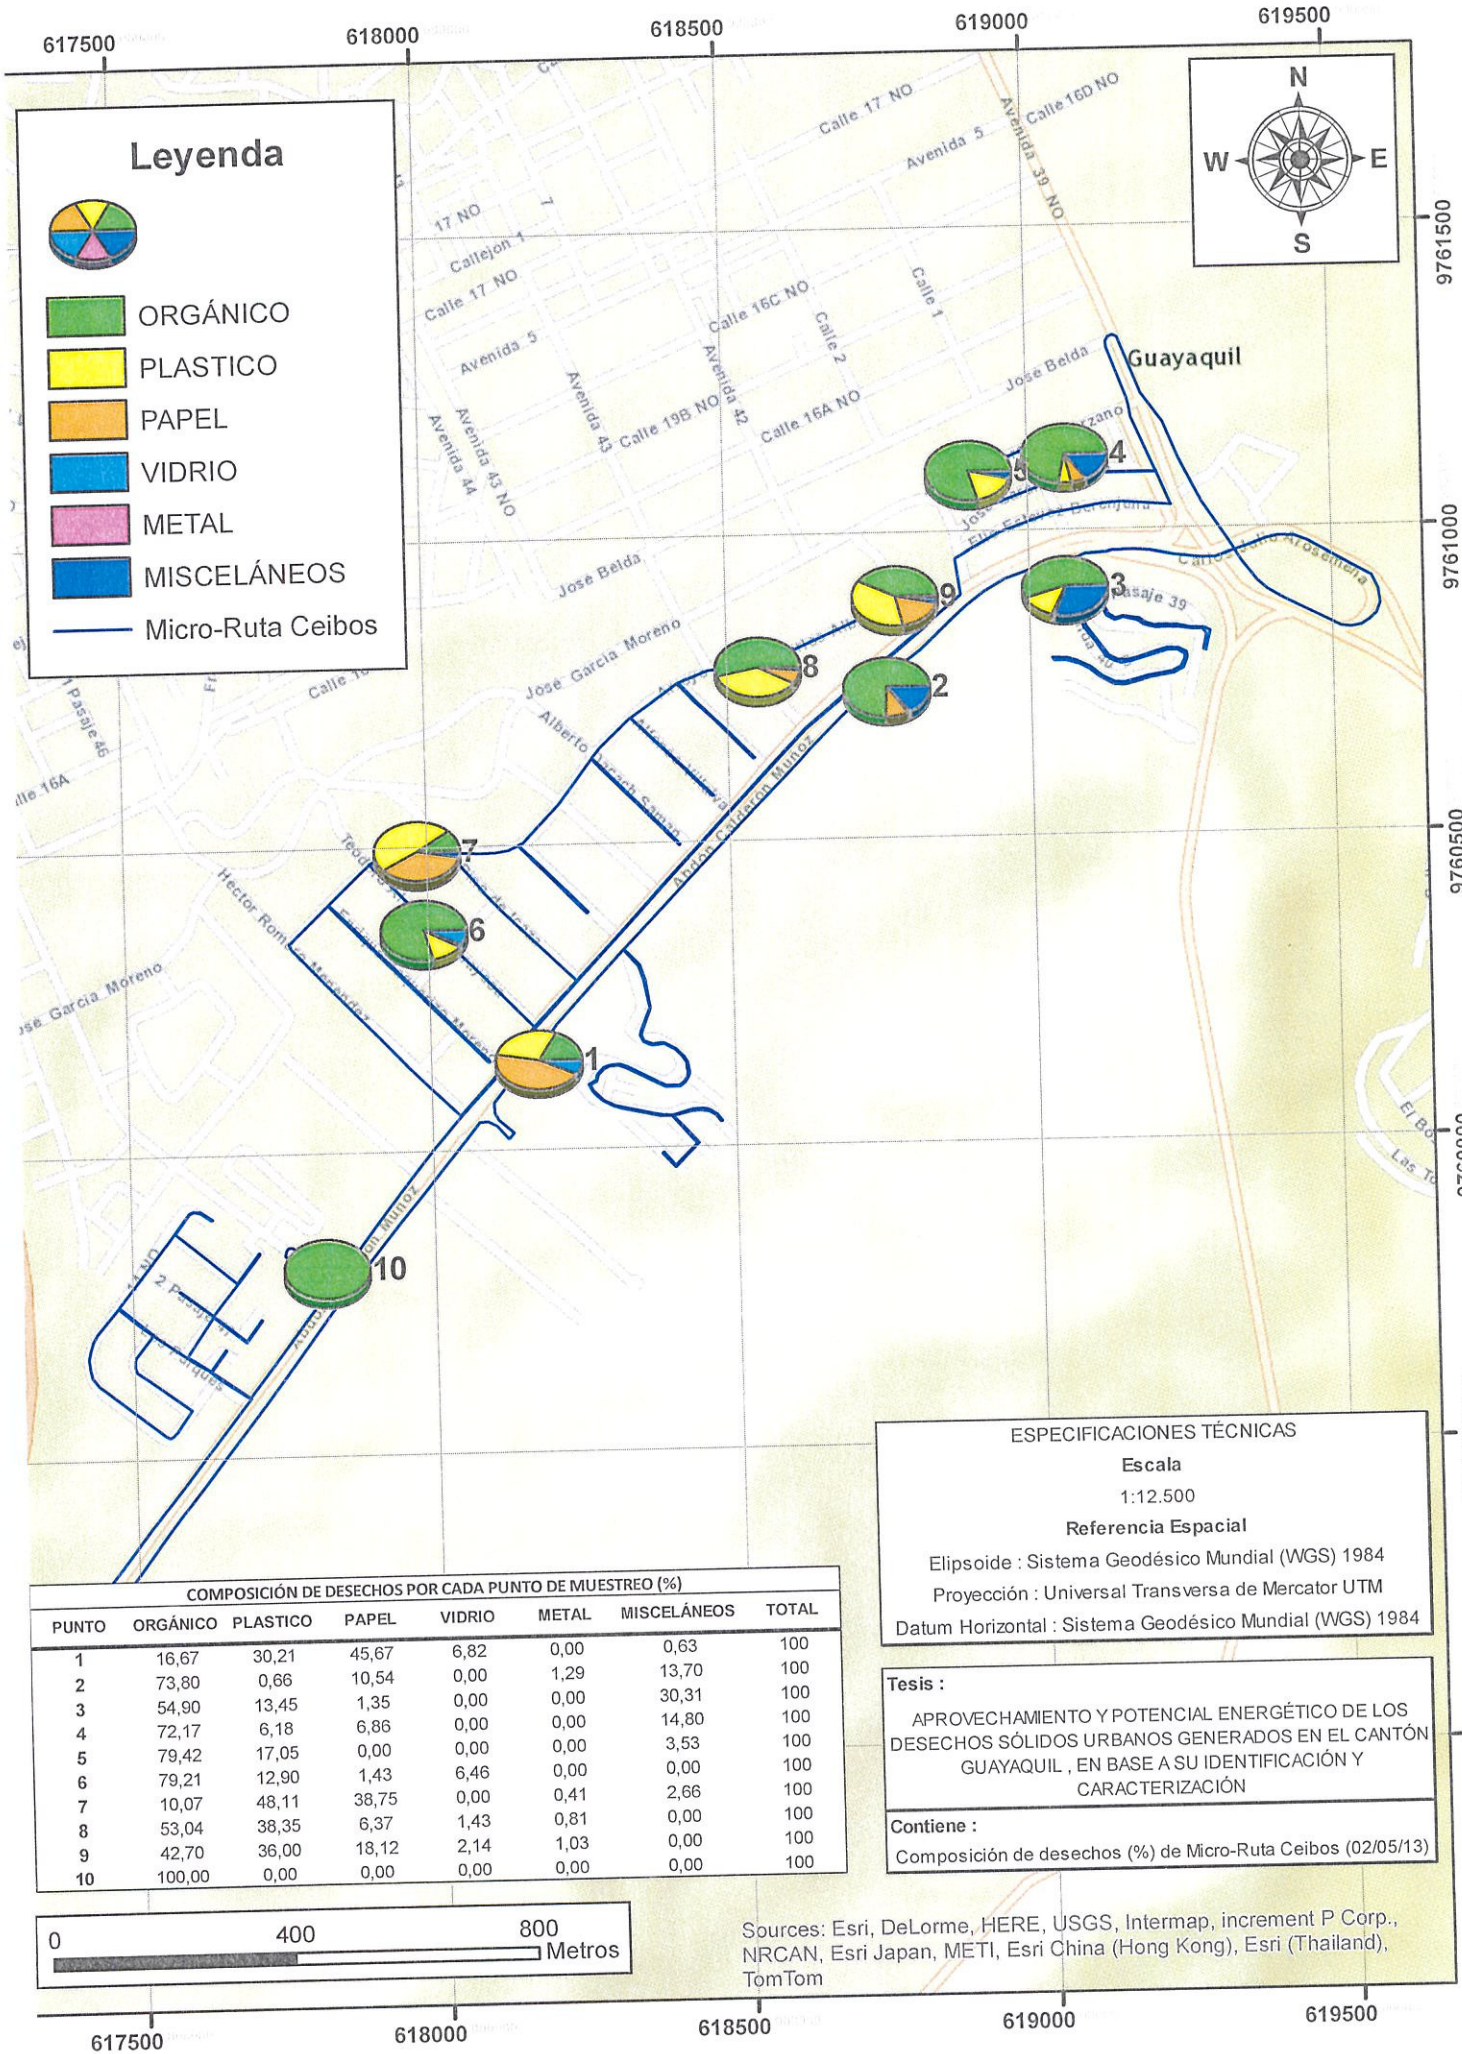 617500
618000
618500
619000
619500
Leyenda
ORGÁNICO
PLASTICO
PAPEL
VIDRIO
METAL
MISCELÁNEOS
Micro-Ruta Ceibos
N
W E
S
9761500
9761000
9760500
Calle 17 NO
Calle 16D NO
Avenida 5
Avenida 39 NO
17 NO
Callejon 1
Calle 17 NO
Calle 1
Calle 16C NO
Calle 2
Avenida 5
Avenida 42
Jose Belda
Guayaquil
Avenida 43
Calle 19B NO
Calle 16A NO
Avenida 44
Avenida 43 NO
5
4
Elio Estevez Berenjena
Carlos Julio Arosemena
Jose Belda
9
3
Pasaje 39
Jose Garcia Moreno
8
2
1 Pasaje 46
Alberto Dacach Saman
Andon Calderon Muñoz
7
Hector Romero Menendez
6
Jose Garcia Moreno
1
10
2 Pasaje 41
ESPECIFICACIONES TÉCNICAS
Escala
1:12.500
Referencia Espacial
Elipsoide : Sistema Geodésico Mundial (WGS) 1984
Proyección : Universal Transversa de Mercator UTM
Datum Horizontal : Sistema Geodésico Mundial (WGS) 1984
COMPOSICIÓN DE DESECHOS POR CADA PUNTO DE MUESTREO (%)
PUNTO ORGÁNICO PLASTICO PAPEL VIDRIO METAL MISCELÁNEOS TOTAL
1 16,67 30,21 45,67 6,82 0,00 0,63 100
2 73,80 0,66 10,54 0,00 1,29 13,70 100
3 54,90 13,45 1,35 0,00 0,00 30,31 100
4 72,17 6,18 6,86 0,00 0,00 14,80 100
5 79,42 17,05 0,00 0,00 0,00 3,53 100
6 79,21 12,90 1,43 6,46 0,00 0,00 100
7 10,07 48,11 38,75 0,00 0,41 2,66 100
8 53,04 38,35 6,37 1,43 0,81 0,00 100
9 42,70 36,00 18,12 2,14 1,03 0,00 100
10 100,00 0,00 0,00 0,00 0,00 0,00 100
Tesis :
APROVECHAMIENTO Y POTENCIAL ENERGÉTICO DE LOS
DESECHOS SÓLIDOS URBANOS GENERADOS EN EL CANTÓN
GUAYAQUIL , EN BASE A SU IDENTIFICACIÓN Y
CARACTERIZACIÓN
Contiene :
Composición de desechos (%) de Micro-Ruta Ceibos (02/05/13)
0 400 800
Metros
Sources: Esri, DeLorme, HERE, USGS, Intermap, increment P Corp.,
NRCAN, Esri Japan, METI, Esri China (Hong Kong), Esri (Thailand),
TomTom
617500
618000
618500
619000
619500